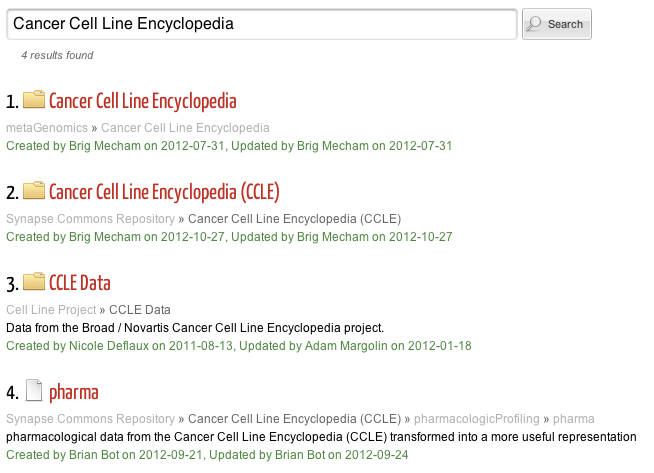 Cancer Cell Line Encyclopedia
Search
4 results found
1. Cancer Cell Line Encyclopedia
metaGenomics » Cancer Cell Line Encyclopedia
Created by Brig Mecham on 2012-07-31, Updated by Brig Mecham on 2012-07-31
2. Cancer Cell Line Encyclopedia (CCLE)
Synapse Commons Repository » Cancer Cell Line Encyclopedia (CCLE)
Created by Brig Mecham on 2012-10-27, Updated by Brig Mecham on 2012-10-27
3. CCLE Data
Cell Line Project » CCLE Data
Data from the Broad / Novartis Cancer Cell Line Encyclopedia project.
Created by Nicole Deflaux on 2011-08-13, Updated by Adam Margolin on 2012-01-18
4. pharma
Synapse Commons Repository » Cancer Cell Line Encyclopedia (CCLE) » pharmacologicProfiling » pharma
pharmacological data from the Cancer Cell Line Encyclopedia (CCLE) transformed into a more useful representation
Created by Brian Bot on 2012-09-21, Updated by Brian Bot on 2012-09-24